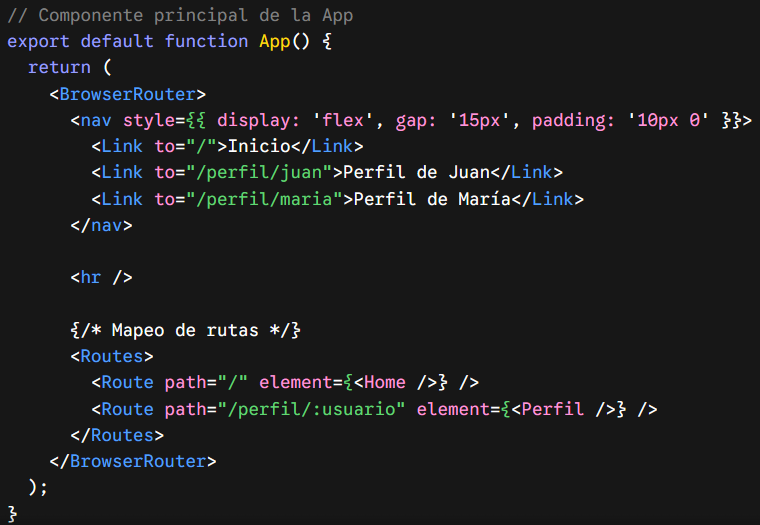 // Componente principal de la App
export default function App() {
  return (
    <BrowserRouter>
      <nav style={{ display: 'flex', gap: '15px', padding: '10px 0' }}>
        <Link to="/">Inicio</Link>
        <Link to="/perfil/juan">Perfil de Juan</Link>
        <Link to="/perfil/maria">Perfil de María</Link>
      </nav>

      <hr />

      {/* Mapeo de rutas */}
      <Routes>
        <Route path="/" element={<Home />} />
        <Route path="/perfil/:usuario" element={<Perfil />} />
      </Routes>
    </BrowserRouter>
  );
}